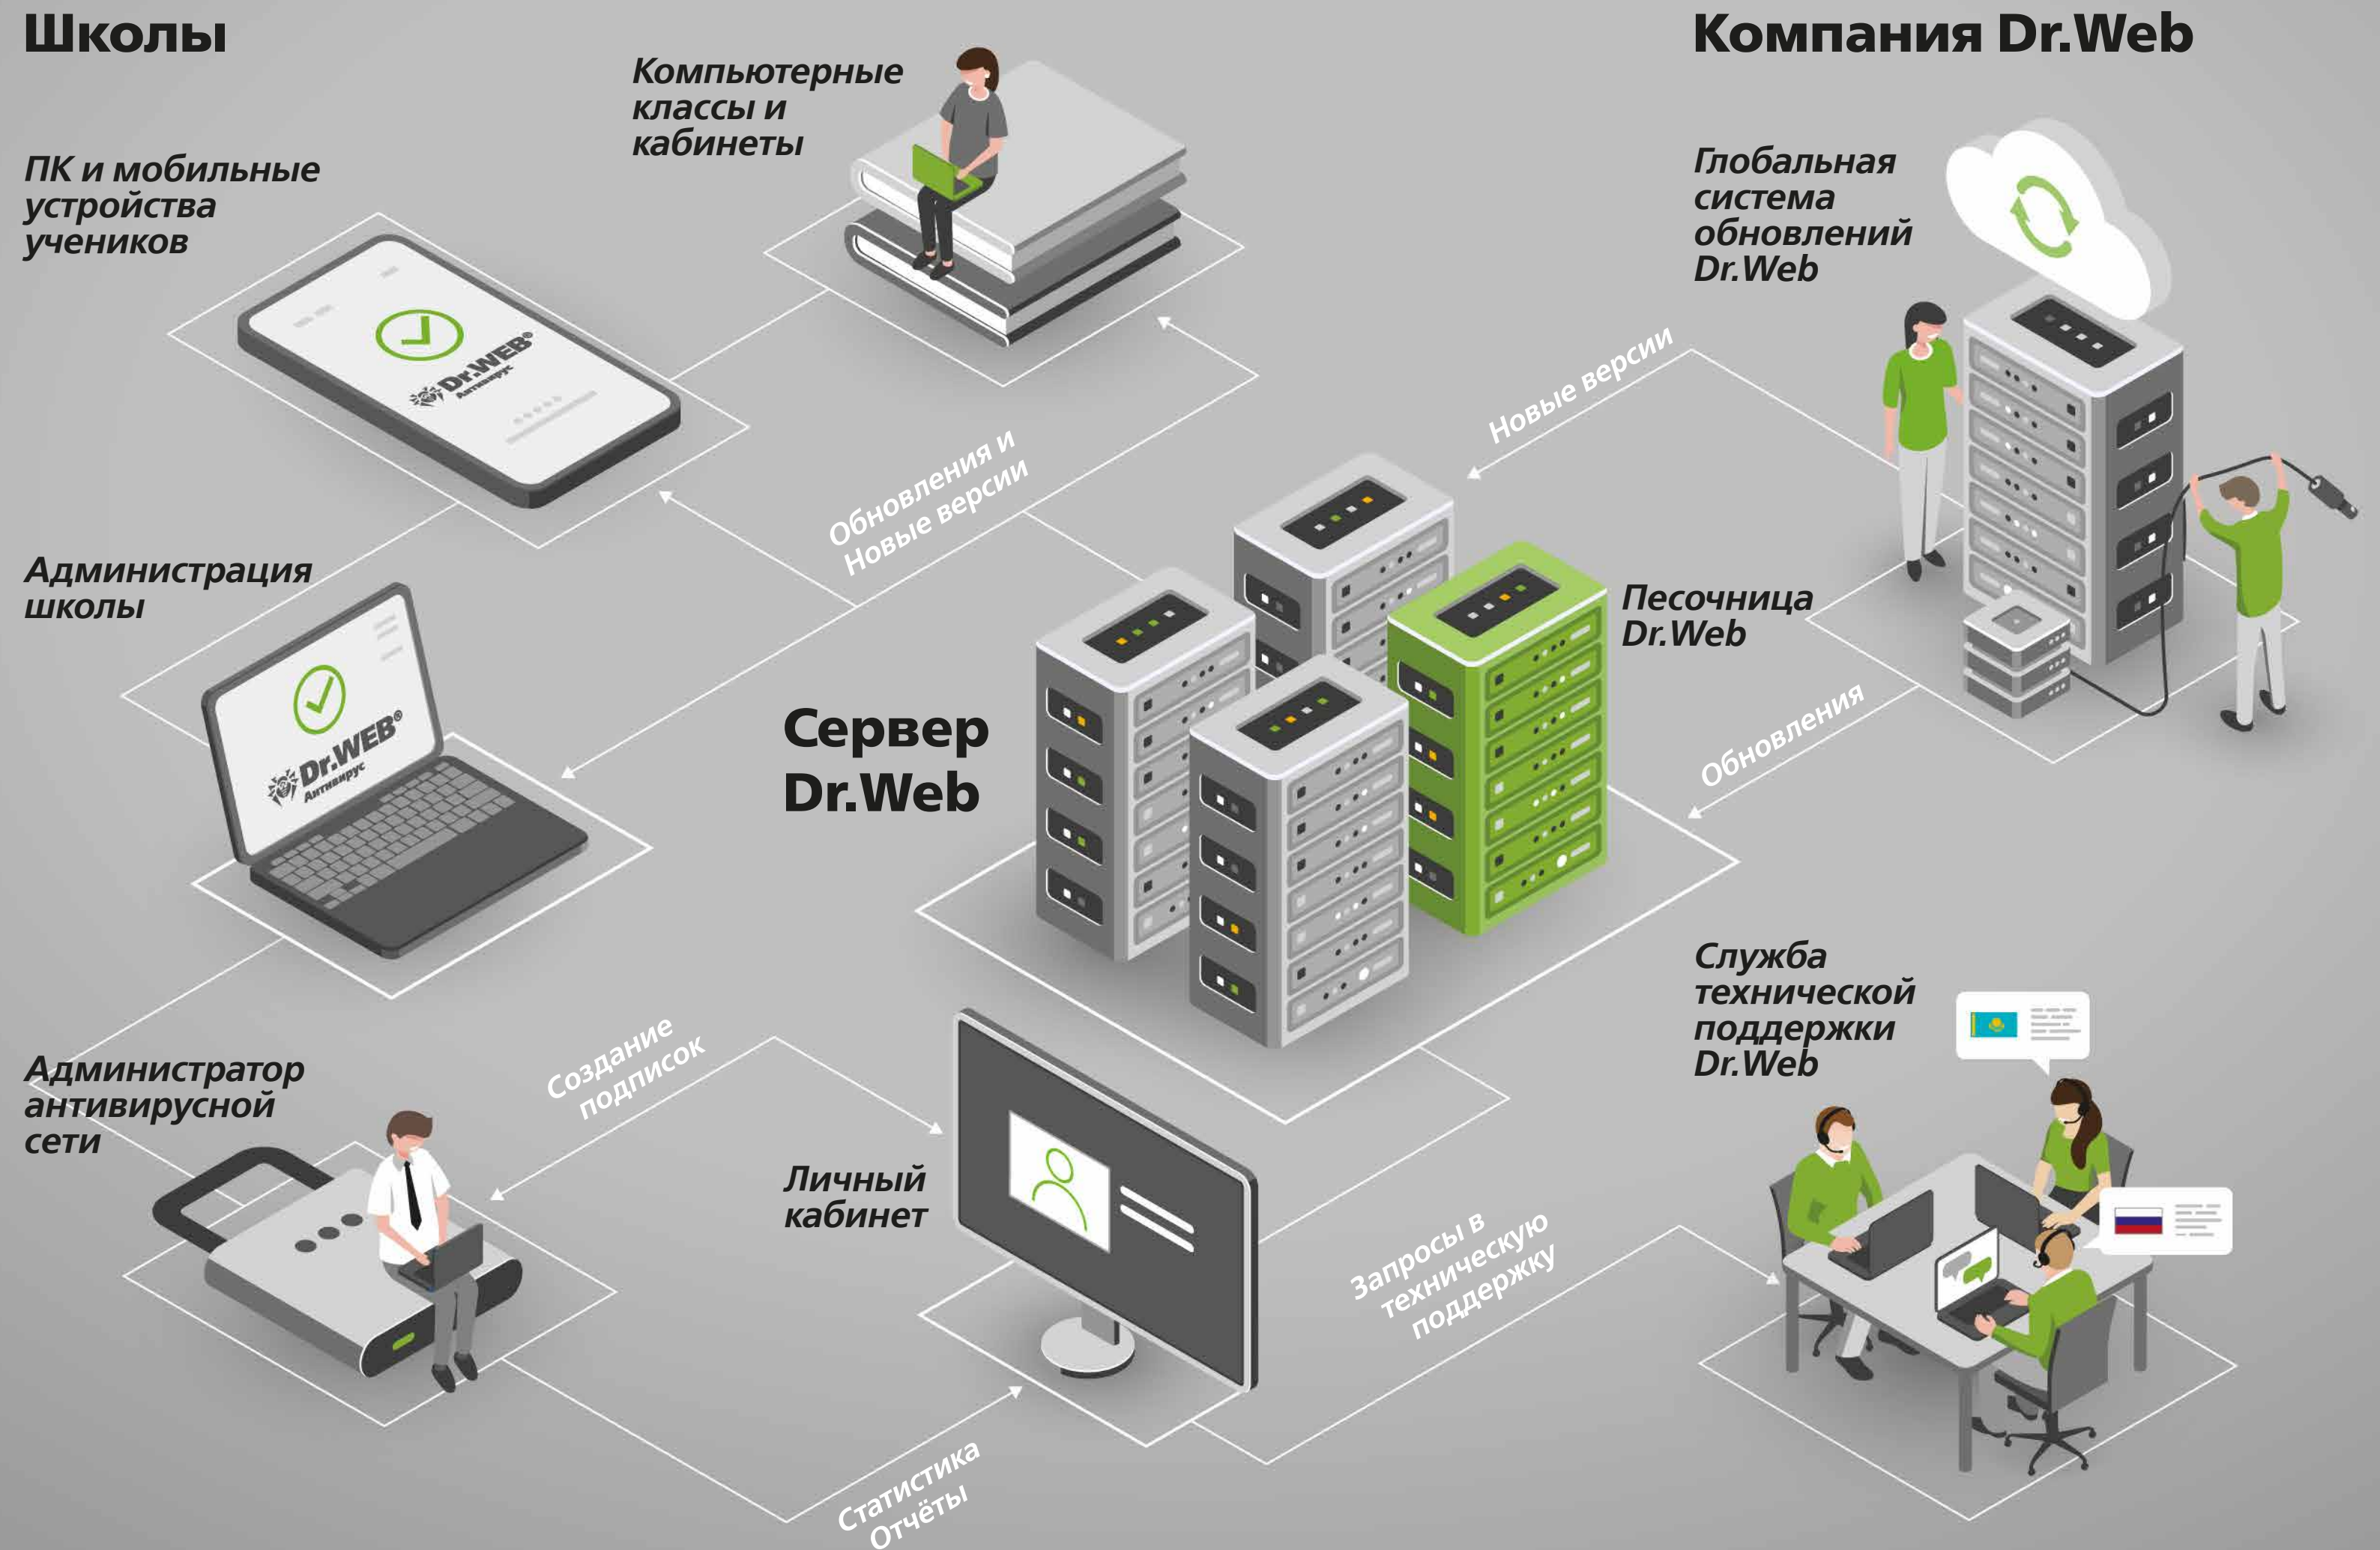 Школы
Компания Dr.Web
Компьютерные
классы и
кабинеты
ПК и мобильные
устройства
учеников
Глобальная
система
обновлений
Dr.Web
Dr.WEB®
Антивирус
Новые версии
Обновления и
Новые версии
Администрация
школы
Песочница
Dr.Web
Dr.WEB®
Антивирус
Сервер
Dr.Web
Обновления
Служба
технической
поддержки
Dr.Web
Администратор
антивирусной
сети
Создание
подписок
Личный
кабинет
Запросы в
техническую
поддержку
Статистика
Отчёты